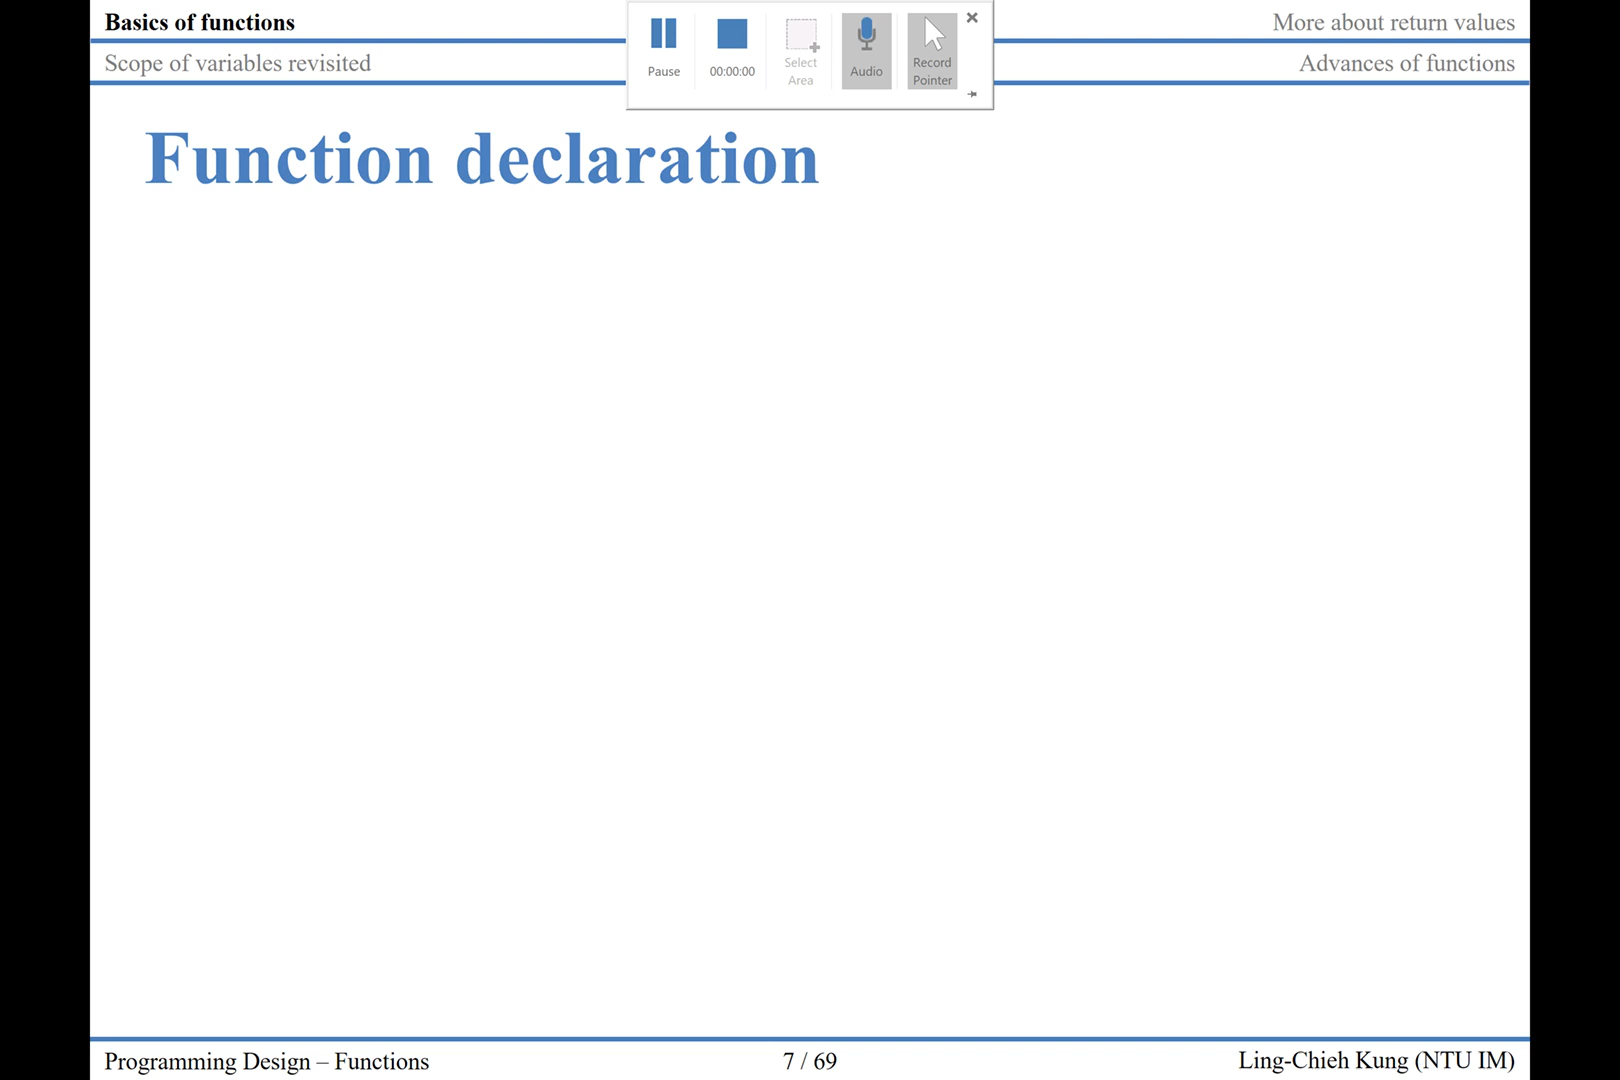 Basics of functions
More about return values
Scope of variables revisited
Advances of functions
Pause
00:00:00
Select
Area
Audio
Record
Pointer
Function declaration
Programming Design – Functions
7 / 69
Ling-Chieh Kung (NTU IM)